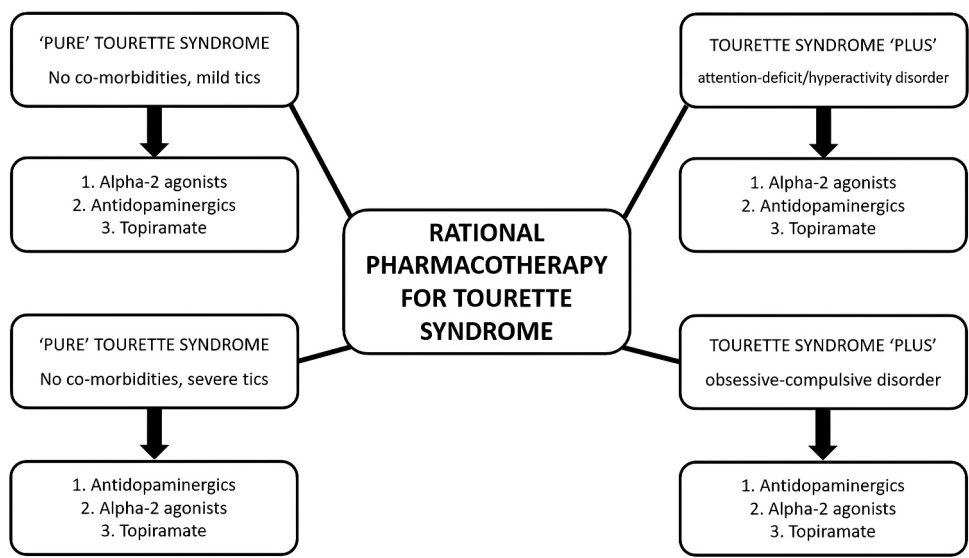 ‘PURE’ TOURETTE SYNDROME
No co-morbidities, mild tics
1. Alpha-2 agonists
2. Antidopaminergics
3. Topiramate
TOURETTE SYNDROME ‘PLUS’
attention-deficit/hyperactivity disorder
1. Alpha-2 agonists
2. Antidopaminergics
3. Topiramate
RATIONAL
PHARMACOTHERAPY
FOR TOURETTE
SYNDROME
‘PURE’ TOURETTE SYNDROME
No co-morbidities, severe tics
1. Antidopaminergics
2. Alpha-2 agonists
3. Topiramate
TOURETTE SYNDROME ‘PLUS’
obsessive-compulsive disorder
1. Antidopaminergics
2. Alpha-2 agonists
3. Topiramate